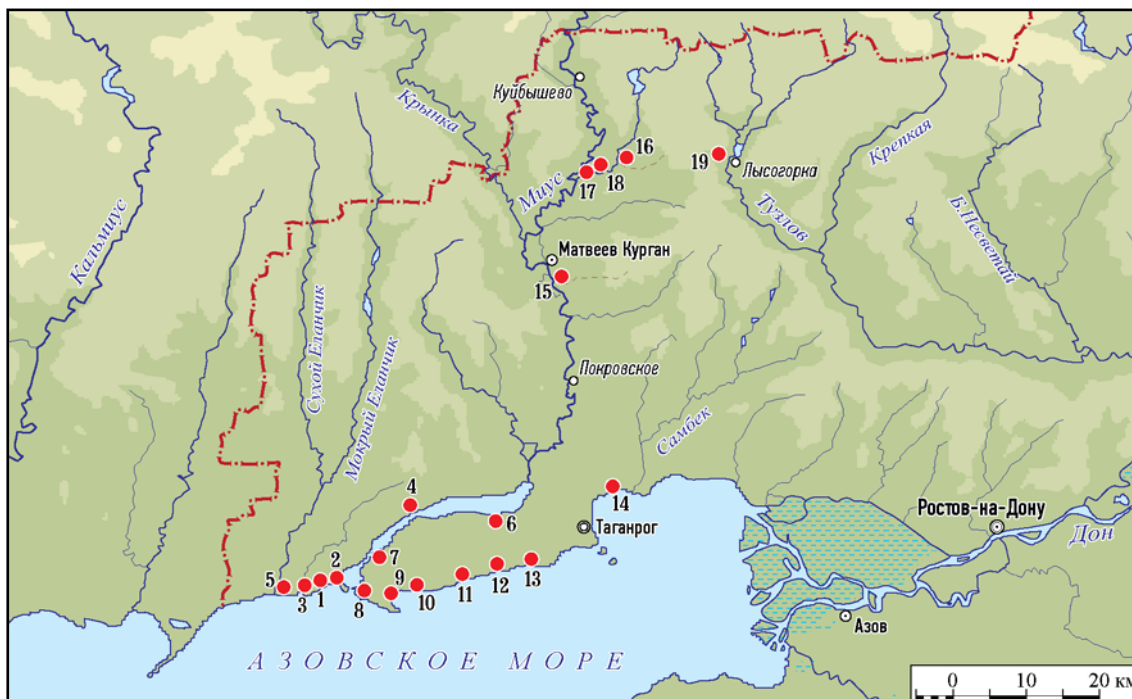 Куйбышево
Крынка
16
19
Лысогорка
Крепкая
17
18
Миус
Тузлов
Б.Несветай
Кальмиус
Матвеев Курган
15
Сухой Еланчик
Мокрый Еланчик
Покровское
Самбек
4
14
6
Таганрог
Ростов-на-Дону
Дон
7
2
5
3
1
8
9
10
11
12
13
Азов
АЗОВСКОЕ МОРЕ
0 10 20 км